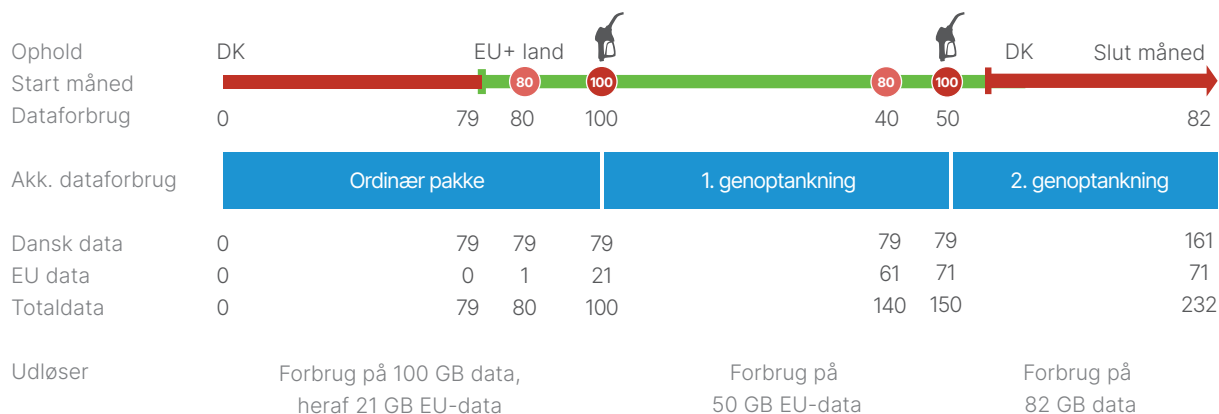 Ophold DK EU+ land DK Slut måned
Start måned 80 100 80 100
Dataforbrug 0 79 80 100 40 50 82
Akk. dataforbrug Ordinær pakke 1. genoptankning 2. genoptankning
Dansk data 0 79 79 79 79 79 161
EU data 0 0 1 21 61 71 71
Totaldata 0 79 80 100 140 150 232
Udløser Forbrug på 100 GB data, Forbrug på Forbrug på
heraf 21 GB EU-data 50 GB EU-data 82 GB data